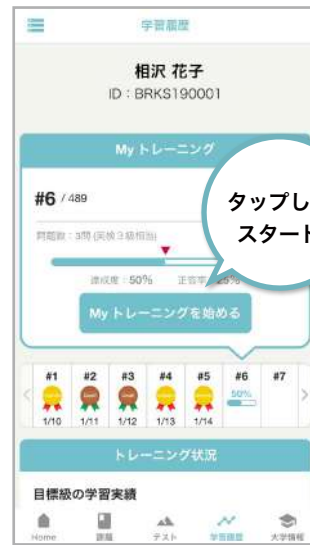 学習履歴
相沢 花子
ID : BRKS190001
My トレーニング
#6 / 489
タップし
スタート
問題数 : 3問 (英検3級相当)
達成度 : 50% 正答率 : 25%
My トレーニングを始める
#1 #2 #3 #4 #5 #6 #7
50%
1/10 1/11 1/12 1/13 1/14
トレーニング状況
目標級の学習実績
Home 課題 テスト 学習履歴 大学情報